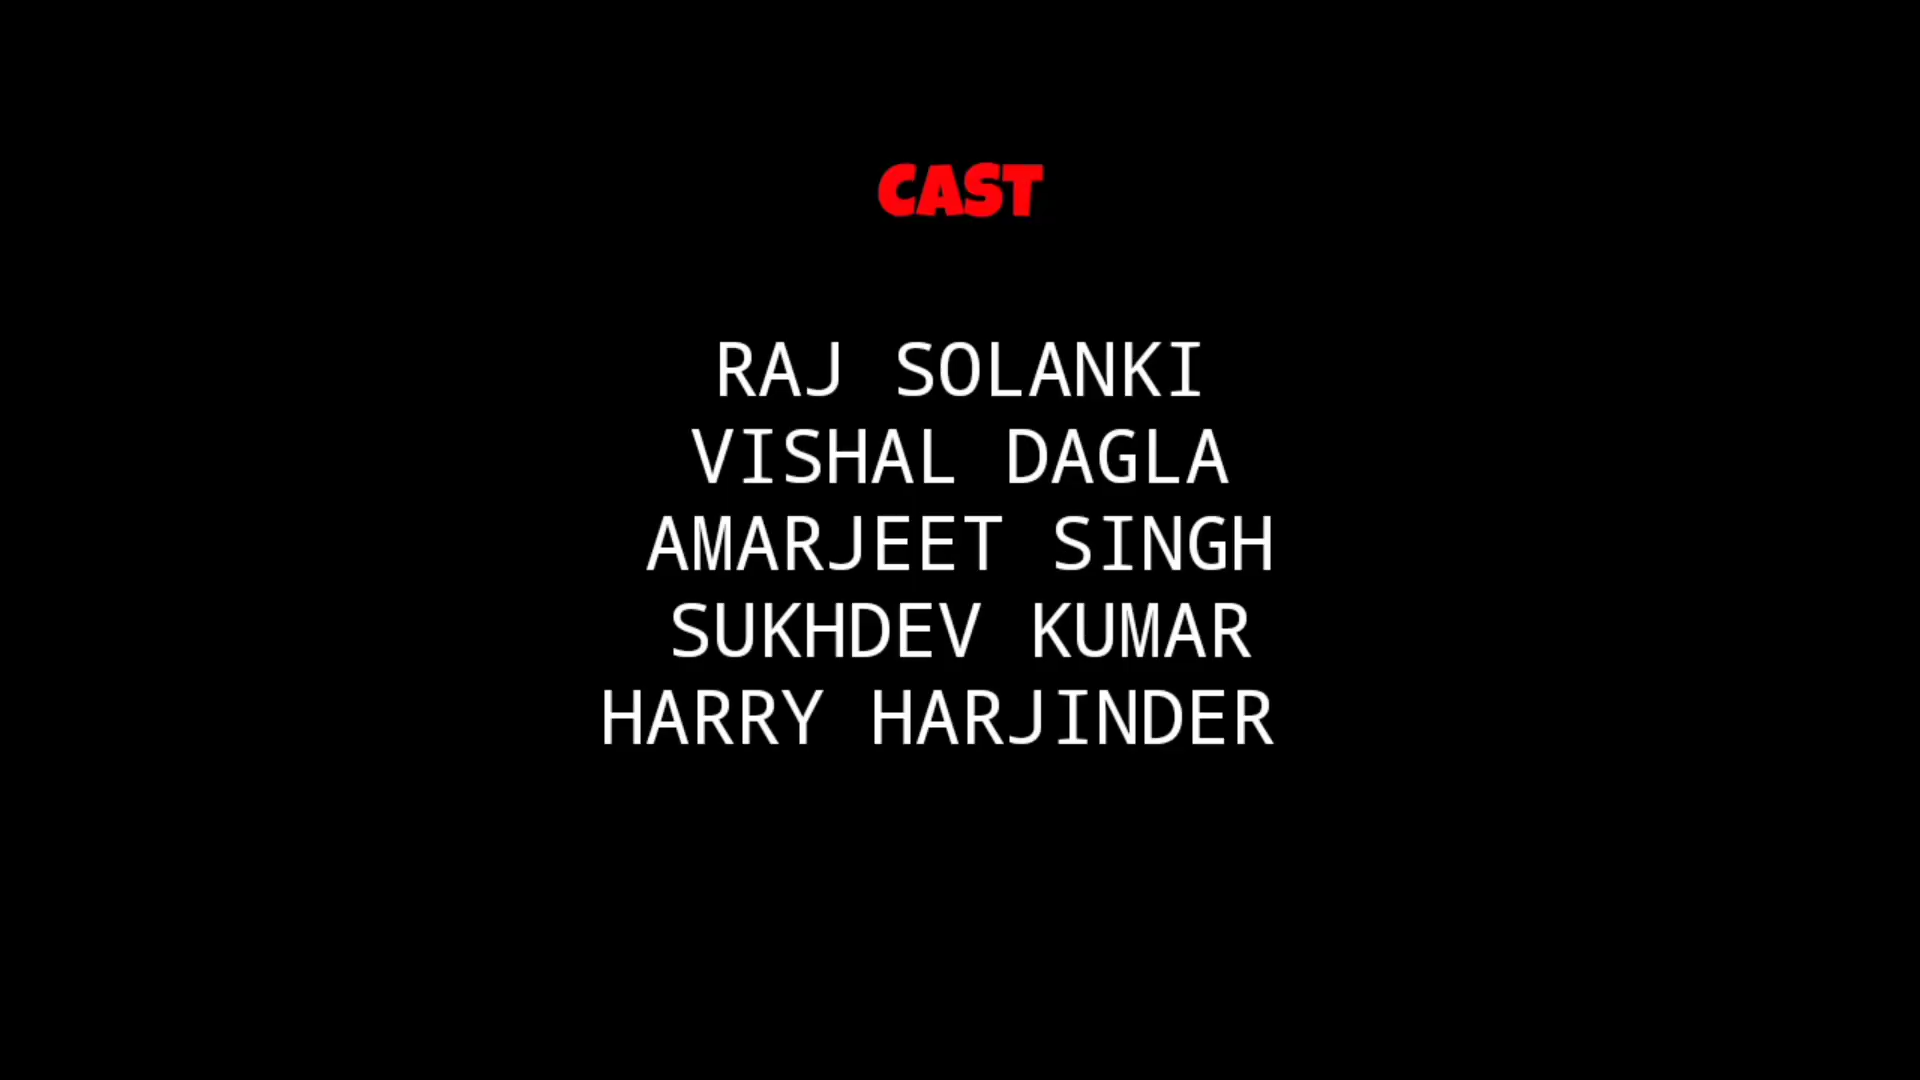 CAST
RAJ SOLANKI
VISHAL DAGLA
AMARJEET SINGH
SUKHDEV KUMAR
HARRY HARJINDER